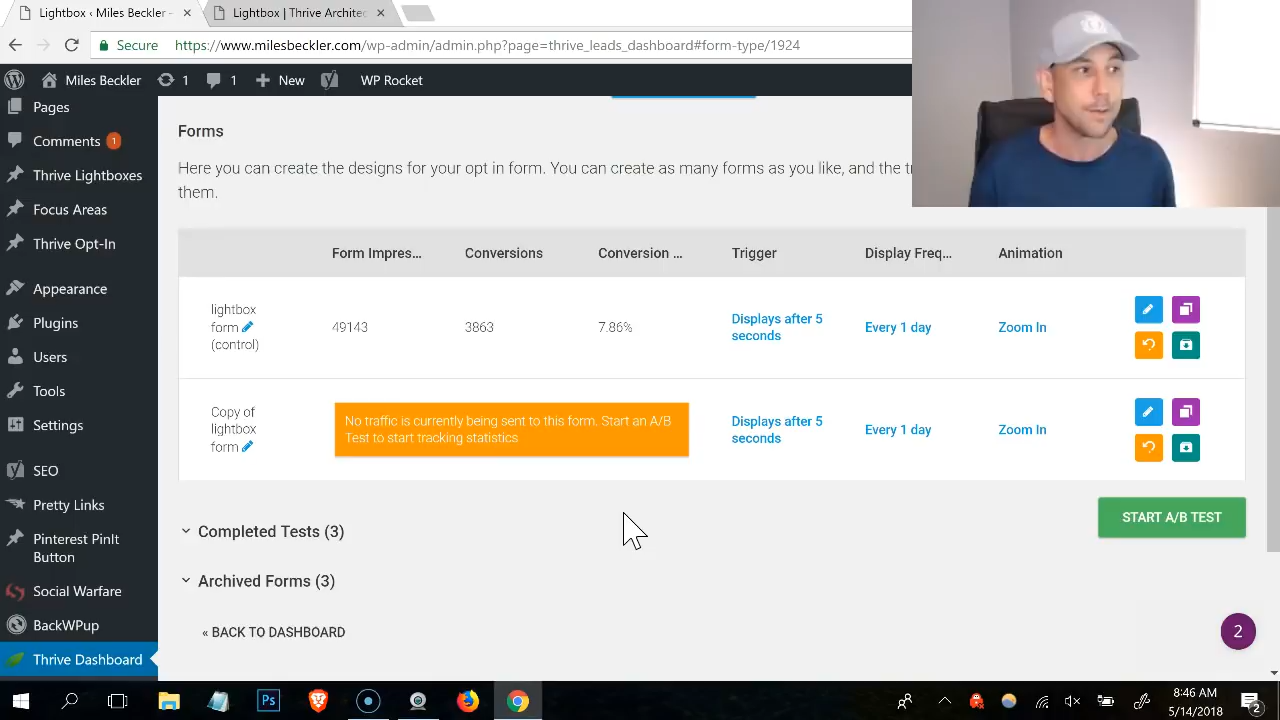 Lightbox | Miles Beckler -
Lightbox | Thrive Architect
Secure
https://www.milesbeckler.com/wp-admin/admin.php?page=thrive_leads_dashboard#form-type/1924
Miles Beckler
1
1
New
WP Rocket
Pages
Comments 1
Thrive Lightboxes
Focus Areas
Thrive Opt-In
Appearance
Plugins
Users
Tools
Settings
SEO
Pretty Links
Pinterest PinIt
Button
Social Warfare
BackWPup
Thrive Dashboard
Forms
Here you can create the designs for your opt in form. You can create as many forms as you like, and the tr
them.
Form Impres... Conversions Conversion ... Trigger Display Freq... Animation
lightbox
form
(control)
49143 3863 7.86%
Displays after 5
seconds
Every 1 day Zoom In
Copy of
lightbox
form
No traffic is currently being sent to this form. Start an A/B
Test to start tracking statistics
Displays after 5
seconds
Every 1 day Zoom In
START A/B TEST
Completed Tests (3)
Archived Forms (3)
« BACK TO DASHBOARD
2
Ps
8:46 AM
5/14/2018
2